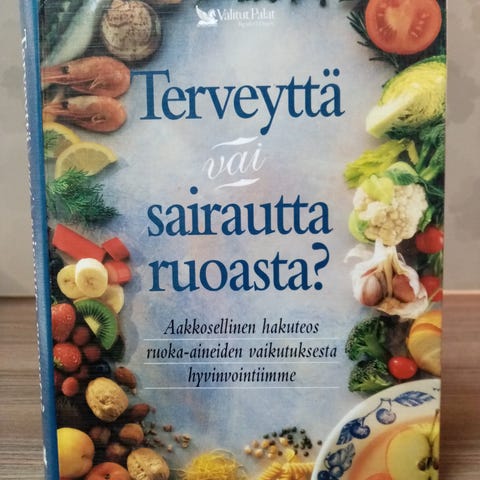 Valitut Palat
Terveyttä
vai
sairautta
ruoasta?
Aakkosellinen hakuteos
ruoka-aineiden vaikutuksesta
hyvinvointiimme